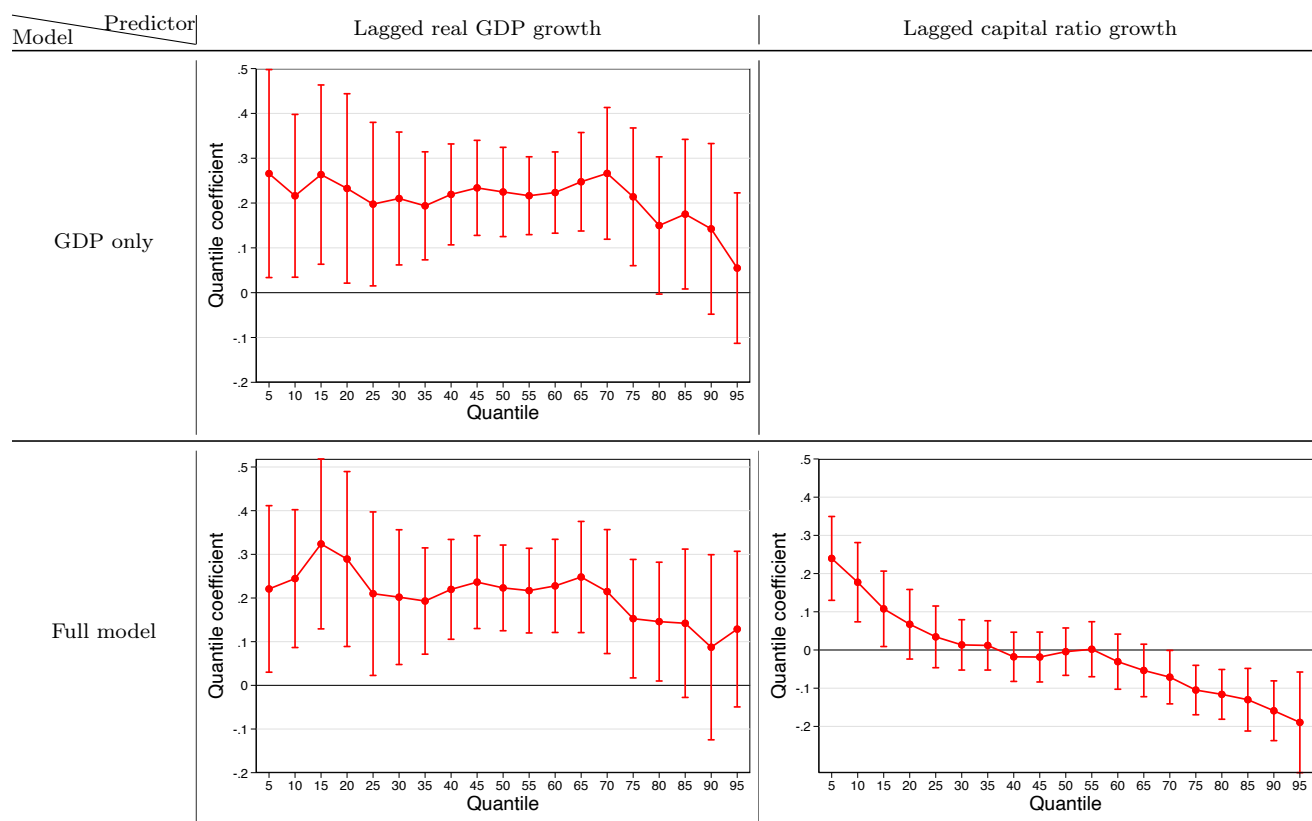 Predictor
Model
Lagged real GDP growth
Lagged capital ratio growth
GDP only
Quantile coefficient
.5
.4
.3
.2
.1
0
-.1
-.2
5 10 15 20 25 30 35 40 45 50 55 60 65 70 75 80 85 90 95
Quantile
Full model
Quantile coefficient
.5
.4
.3
.2
.1
0
-.1
-.2
5 10 15 20 25 30 35 40 45 50 55 60 65 70 75 80 85 90 95
Quantile
Quantile coefficient
.5
.4
.3
.2
.1
0
-.1
-.2
5 10 15 20 25 30 35 40 45 50 55 60 65 70 75 80 85 90 95
Quantile